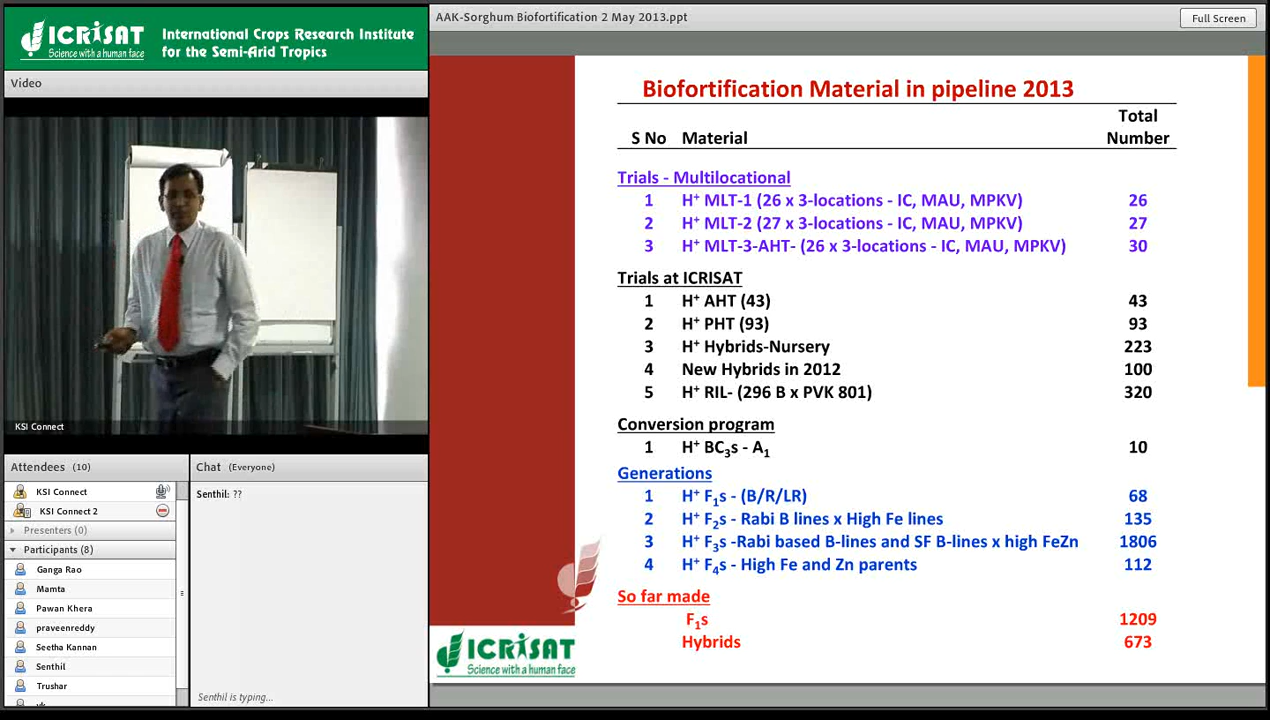 ICRISAT
Science with a human face
International Crops Research Institute
for the Semi-Arid Tropics
AAK-Sorghum Biofortification 2 May 2013.ppt
Full Screen
Video
KSI Connect
Attendees (10)
KSI Connect
KSI Connect 2
Presenters (0)
Participants (8)
Ganga Rao
Mamta
Pawan Khera
praveenreddy
Seetha Kannan
Senthil
Trushar
Chat (Everyone)
Senthil: ??
Senthil is typing...
Biofortification Material in pipeline 2013
S No Material Total Number
Trials - Multilocational
1 H⁺ MLT-1 (26 x 3-locations - IC, MAU, MPKV) 26
2 H⁺ MLT-2 (27 x 3-locations - IC, MAU, MPKV) 27
3 H⁺ MLT-3-AHT- (26 x 3-locations - IC, MAU, MPKV) 30
Trials at ICRISAT
1 H⁺ AHT (43) 43
2 H⁺ PHT (93) 93
3 H⁺ Hybrids-Nursery 223
4 New Hybrids in 2012 100
5 H⁺ RIL- (296 B x PVK 801) 320
Conversion program
1 H⁺ BC₃s - A₁ 10
Generations
1 H⁺ F₁s - (B/R/LR) 68
2 H⁺ F₂s - Rabi B lines x High Fe lines 135
3 H⁺ F₃s -Rabi based B-lines and SF B-lines x high FeZn 1806
4 H⁺ F₄s - High Fe and Zn parents 112
So far made
F₁s 1209
Hybrids 673
ICRISAT
Science with a human face